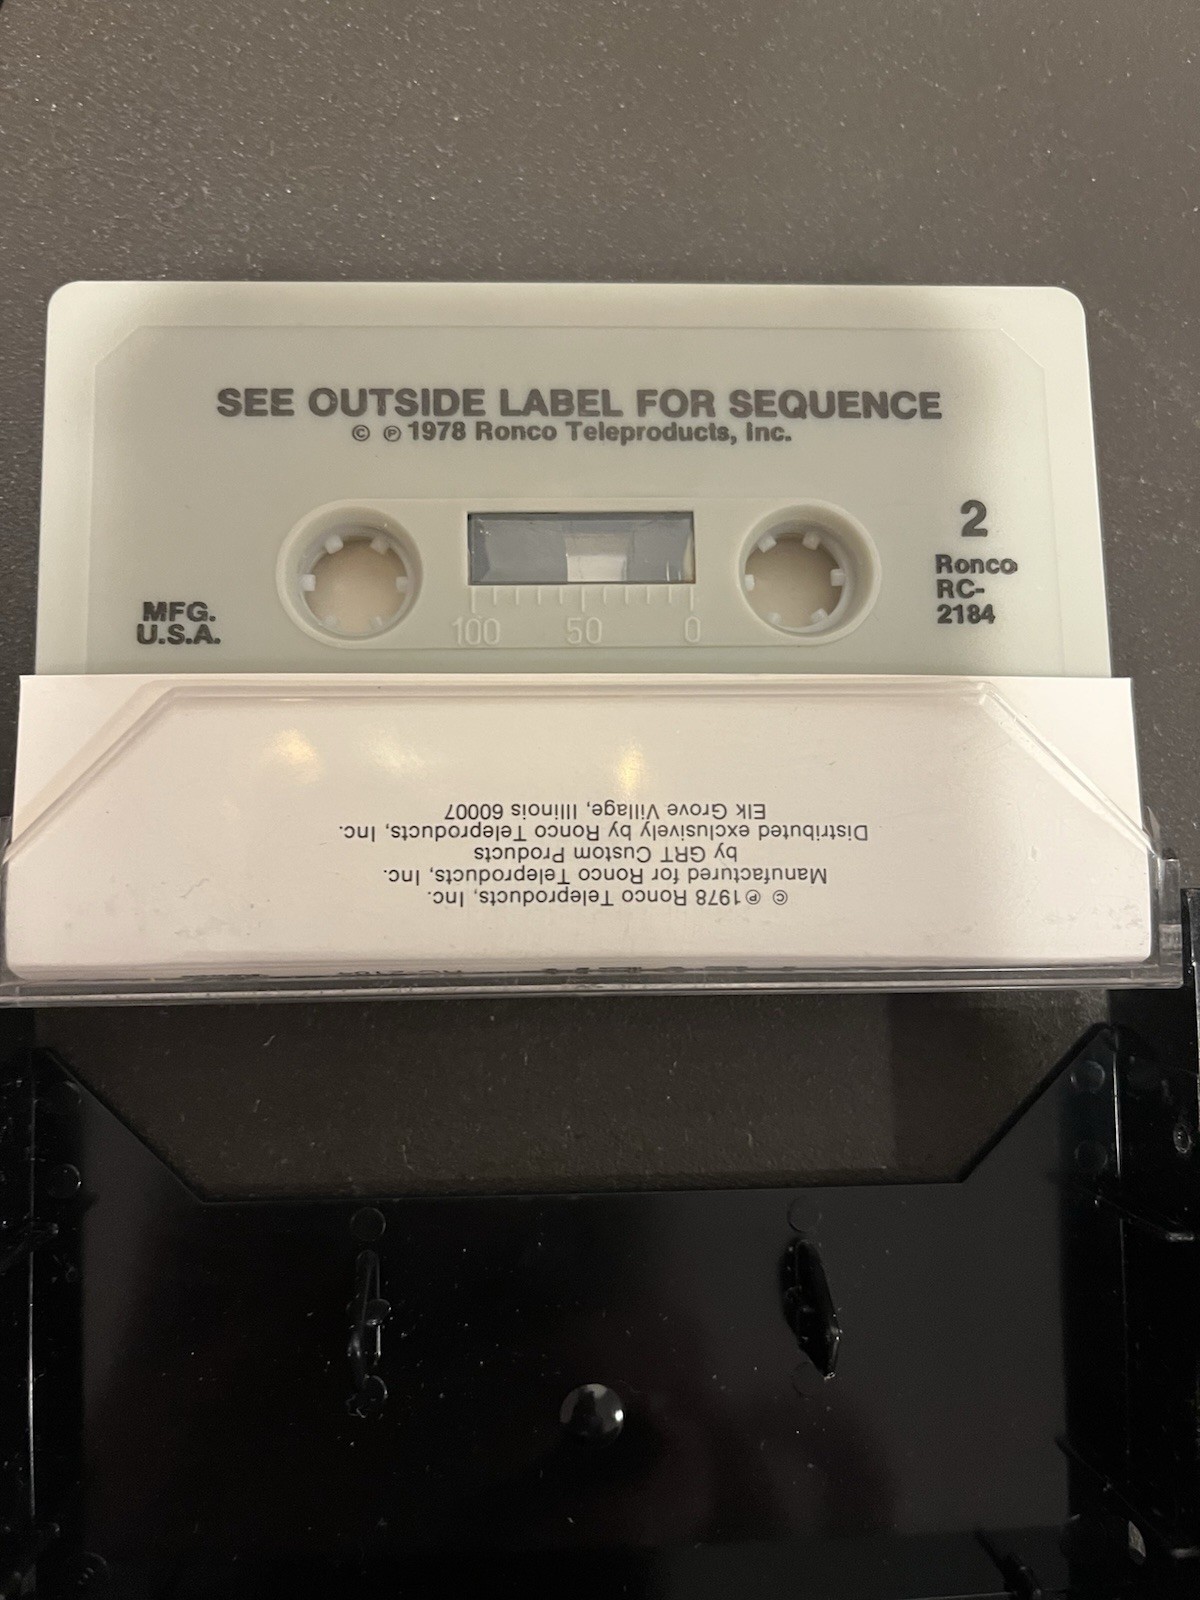 SEE OUTSIDE LABEL FOR SEQUENCE
© ℗ 1978 Ronco Teleproducts, Inc.
2
Ronco
RC-
2184
MFG.
U.S.A.
100 50 0
© ℗ 1978 Ronco Teleproducts, Inc.
Manufactured for Ronco Teleproducts, Inc.
by GRT Custom Products
Distributed exclusively by Ronco Teleproducts, Inc.
Elk Grove Village, Illinois 60007